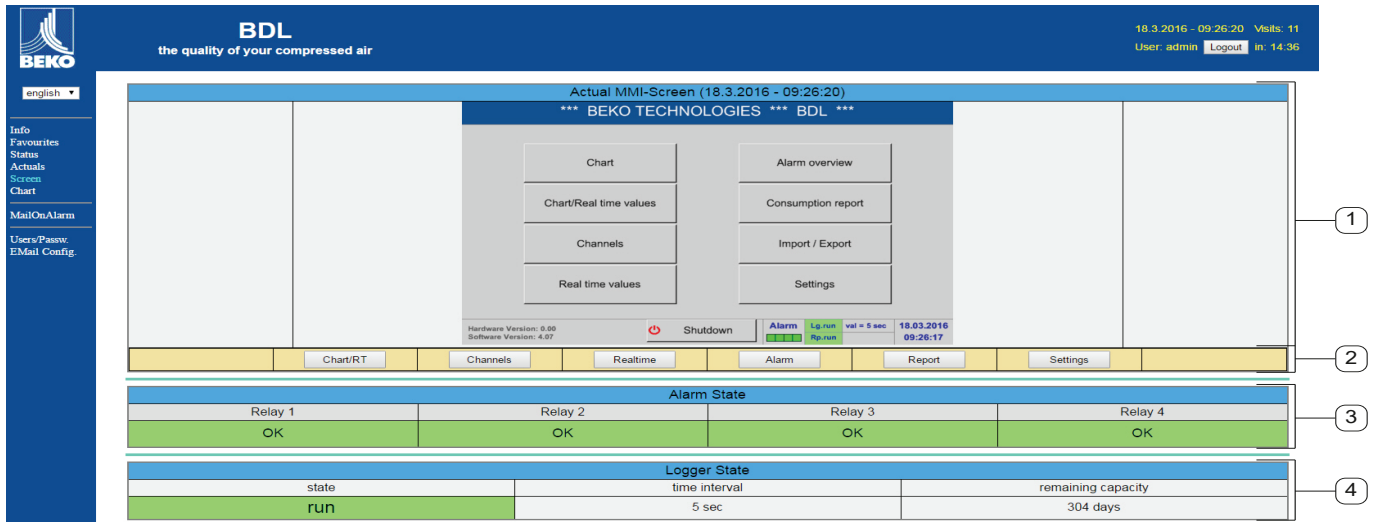 BEKO
BDL
the quality of your compressed air
18.3.2016 - 09:26:20 Visits: 11
User: admin Logout in: 14:36
english
Info
Favourites
Status
Actuals
Screen
Chart
MailOnAlarm
Users/Passw.
EMail Config.
Actual MMI-Screen (18.3.2016 - 09:26:20)
*** BEKO TECHNOLOGIES *** BDL ***
Chart Alarm overview
Chart/Real time values Consumption report
Channels Import / Export
Real time values Settings
Hardware Version: 0.00
Software Version: 4.07
Shutdown
Alarm
Lg.run val = 5 sec
Rp.run
18.03.2016
09:26:17
1
Chart/RT Channels Realtime Alarm Report Settings
2
Alarm State
Relay 1 Relay 2 Relay 3 Relay 4
OK OK OK OK
3
Logger State
state time interval remaining capacity
run 5 sec 304 days
4